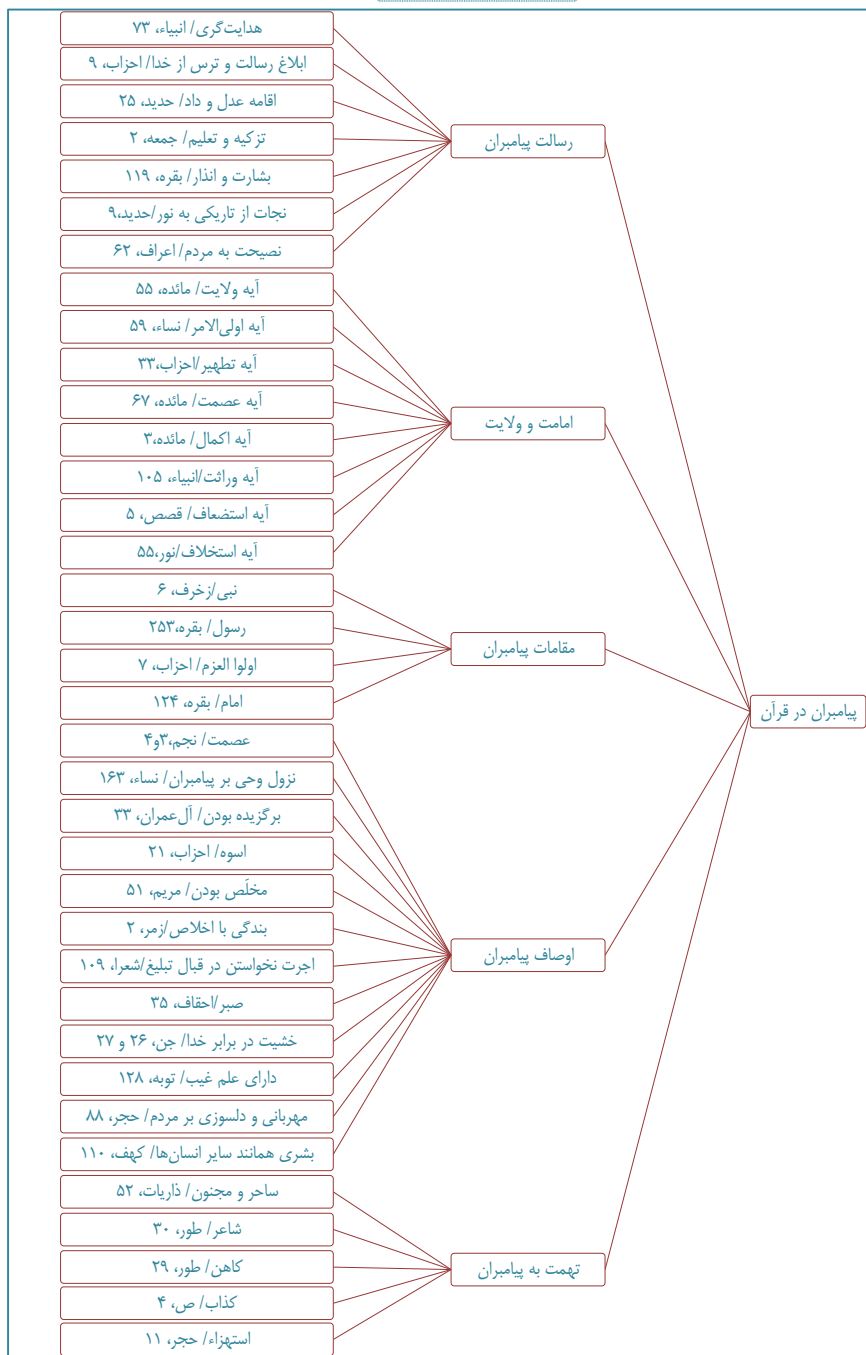 پیامبران در قرآن
رسالت پیامبران
هدایت‌گری/ انبیاء، ۷۳
ابلاغ رسالت و ترس از خدا/ احزاب، ۹
اقامه عدل و داد/ حدید، ۲۵
تزکیه و تعلیم/ جمعه، ۲
بشارت و انذار/ بقره، ۱۱۹
نجات از تاریکی به نور/حدید،۹
نصیحت به مردم/ اعراف، ۶۲
امامت و ولایت
آیه ولایت/ مائده، ۵۵
آیه اولی‌الامر/ نساء، ۵۹
آیه تطهیر/احزاب،۳۳
آیه عصمت/ مائده، ۶۷
آیه اکمال/ مائده،۳
آیه وراثت/انبیاء، ۱۰۵
آیه استضعاف/ قصص، ۵
آیه استخلاف/نور،۵۵
مقامات پیامبران
نبی/زخرف، ۶
رسول/ بقره،۲۵۳
اولوا العزم/ احزاب، ۷
امام/ بقره، ۱۲۴
اوصاف پیامبران
عصمت/ نجم،۳و۴
نزول وحی بر پیامبران/ نساء، ۱۶۳
برگزیده بودن/ آل‌عمران، ۳۳
اسوه/ احزاب، ۲۱
مخلَص بودن/ مریم، ۵۱
بندگی با اخلاص/زمر، ۲
اجرت نخواستن در قبال تبلیغ/شعرا، ۱۰۹
صبر/احقاف، ۳۵
خشیت در برابر خدا/ جن، ۲۶ و ۲۷
دارای علم غیب/ توبه، ۱۲۸
مهربانی و دلسوزی بر مردم/ حجر، ۸۸
بشری همانند سایر انسان‌ها/ کهف، ۱۱۰
تهمت به پیامبران
ساحر و مجنون/ ذاریات، ۵۲
شاعر/ طور، ۳۰
کاهن/ طور، ۲۹
کذاب/ ص، ۴
استهزاء/ حجر، ۱۱